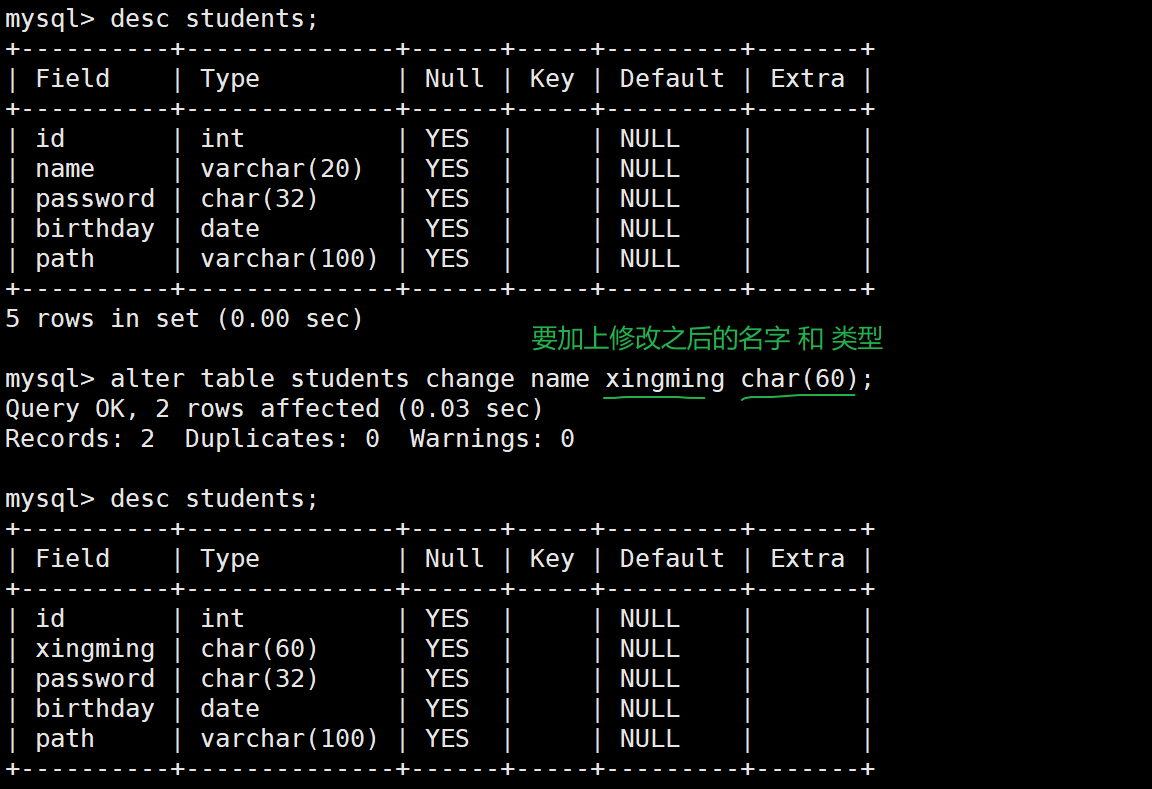 mysql> desc students;
+----------+--------------+------+-----+---------+-------+
| Field    | Type         | Null | Key | Default | Extra |
+----------+--------------+------+-----+---------+-------+
| id       | int          | YES  |     | NULL    |       |
| name     | varchar(20)  | YES  |     | NULL    |       |
| password | char(32)     | YES  |     | NULL    |       |
| birthday | date         | YES  |     | NULL    |       |
| path     | varchar(100) | YES  |     | NULL    |       |
+----------+--------------+------+-----+---------+-------+
5 rows in set (0.00 sec)
要加上修改之后的名字 和 类型
mysql> alter table students change name xingming char(60);
Query OK, 2 rows affected (0.03 sec)
Records: 2  Duplicates: 0  Warnings: 0
mysql> desc students;
+----------+--------------+------+-----+---------+-------+
| Field    | Type         | Null | Key | Default | Extra |
+----------+--------------+------+-----+---------+-------+
| id       | int          | YES  |     | NULL    |       |
| xingming | char(60)     | YES  |     | NULL    |       |
| password | char(32)     | YES  |     | NULL    |       |
| birthday | date         | YES  |     | NULL    |       |
| path     | varchar(100) | YES  |     | NULL    |       |
+----------+--------------+------+-----+---------+-------+